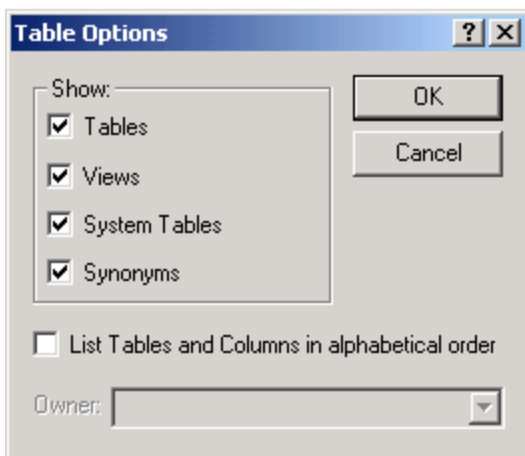 Table Options
Show:
OK
Tables
Cancel
Views
System Tables
Synonyms
List Tables and Columns in alphabetical order
Owner: